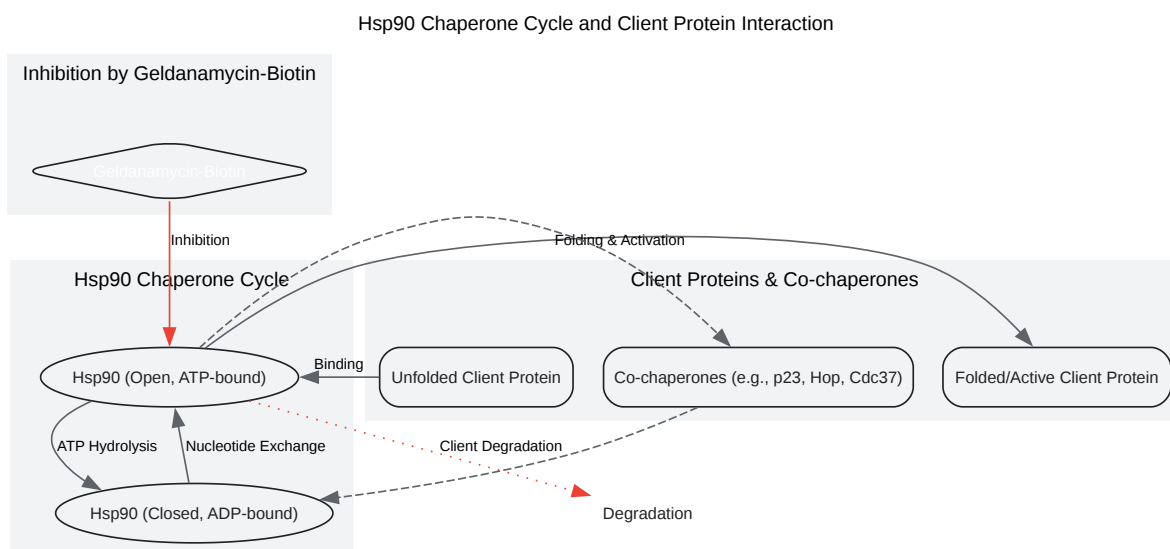 Hsp90 Chaperone Cycle and Client Protein Interaction
Inhibition by Geldanamycin-Biotin
Geldanamycin-Biotin
Inhibition
Folding & Activation
Hsp90 Chaperone Cycle
Client Proteins & Co-chaperones
Hsp90 (Open, ATP-bound)
Binding
Unfolded Client Protein
Co-chaperones (e.g., p23, Hop, Cdc37)
Folded/Active Client Protein
ATP Hydrolysis
Nucleotide Exchange
Client Degradation
Hsp90 (Closed, ADP-bound)
Degradation